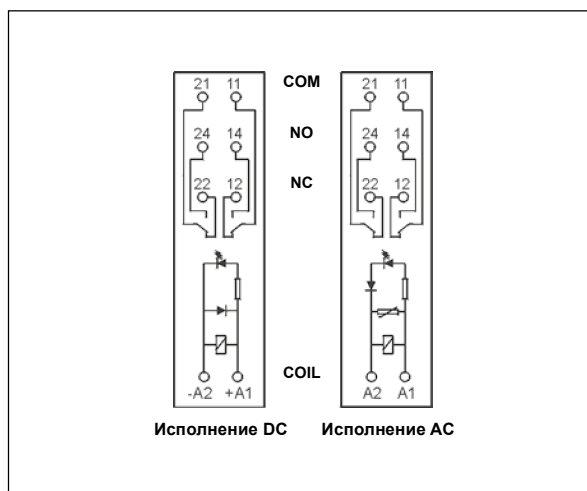 21 11 COM 21 11
24 14 NO 24 14
22 12 NC 22 12
COIL
-A2 +A1 A2 A1
Исполнение DC Исполнение AC